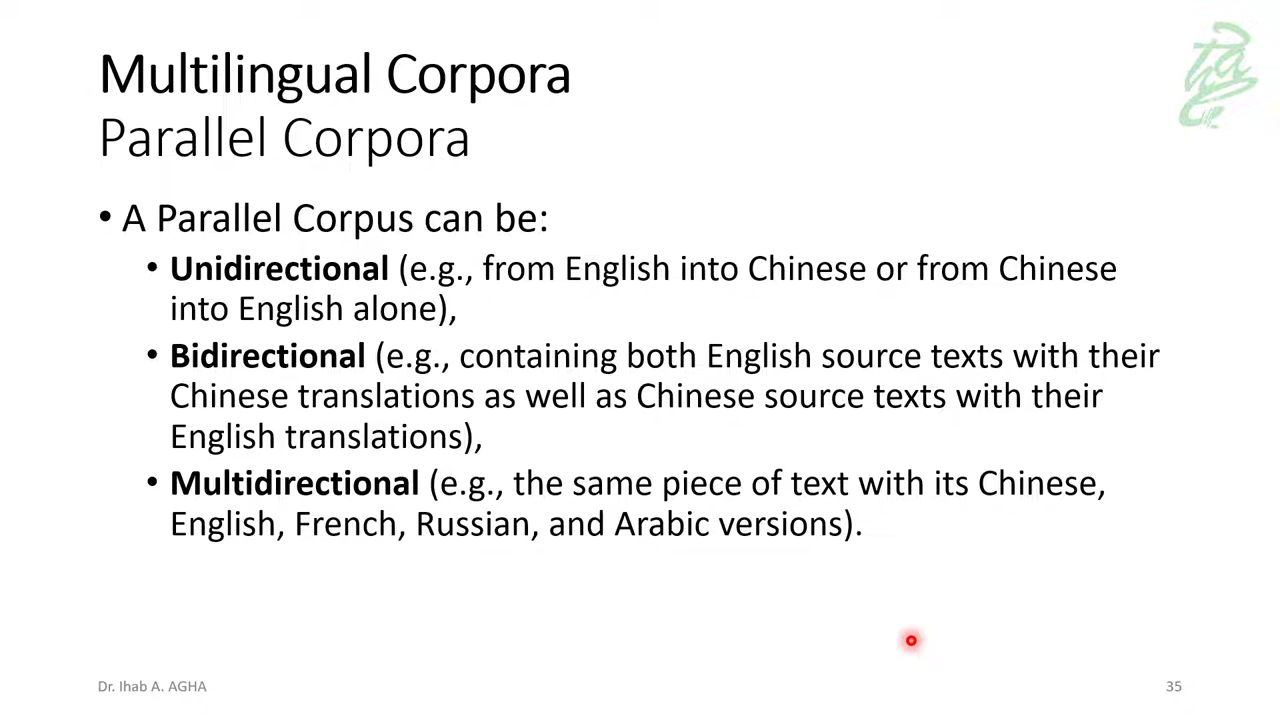 Multilingual Corpora
Parallel Corpora
• A Parallel Corpus can be:
• Unidirectional (e.g., from English into Chinese or from Chinese
into English alone),
• Bidirectional (e.g., containing both English source texts with their
Chinese translations as well as Chinese source texts with their
English translations),
• Multidirectional (e.g., the same piece of text with its Chinese,
English, French, Russian, and Arabic versions).
Dr. Ihab A. AGHA
35